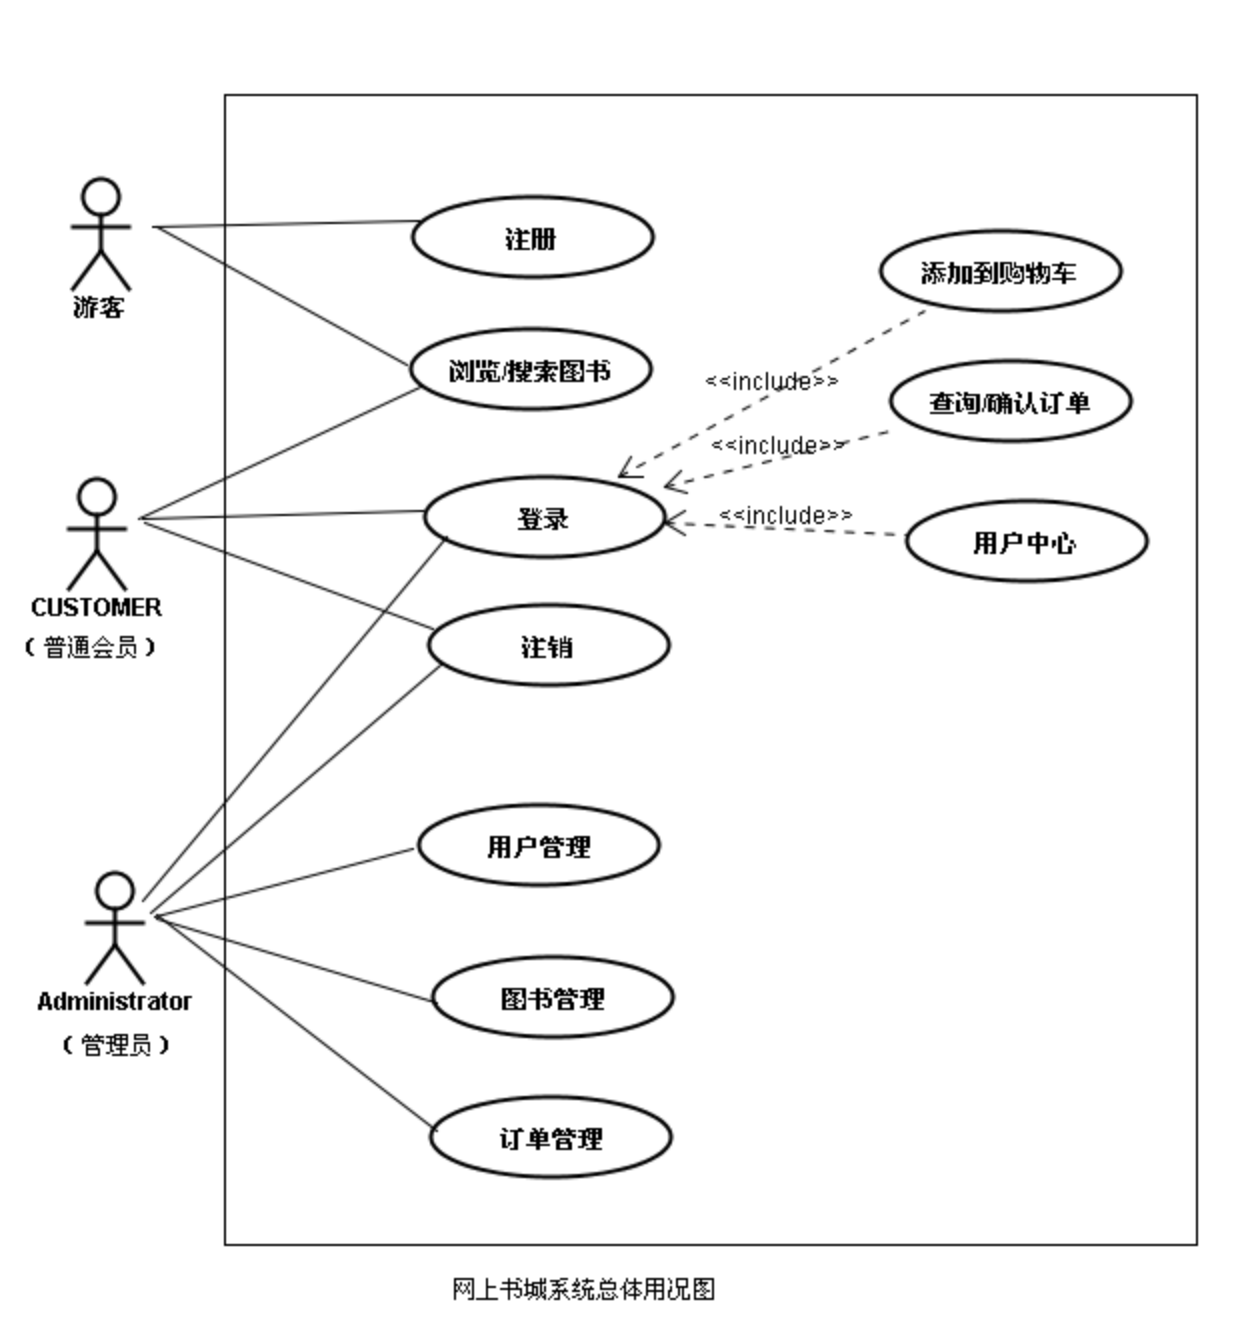 游客
注册
浏览/搜索图书
添加到购物车
<<include>>
查询/确认订单
<<include>>
登录
<<include>>
用户中心
CUSTOMER
（普通会员）
注销
用户管理
Administrator
（管理员）
图书管理
订单管理
网上书城系统总体用况图